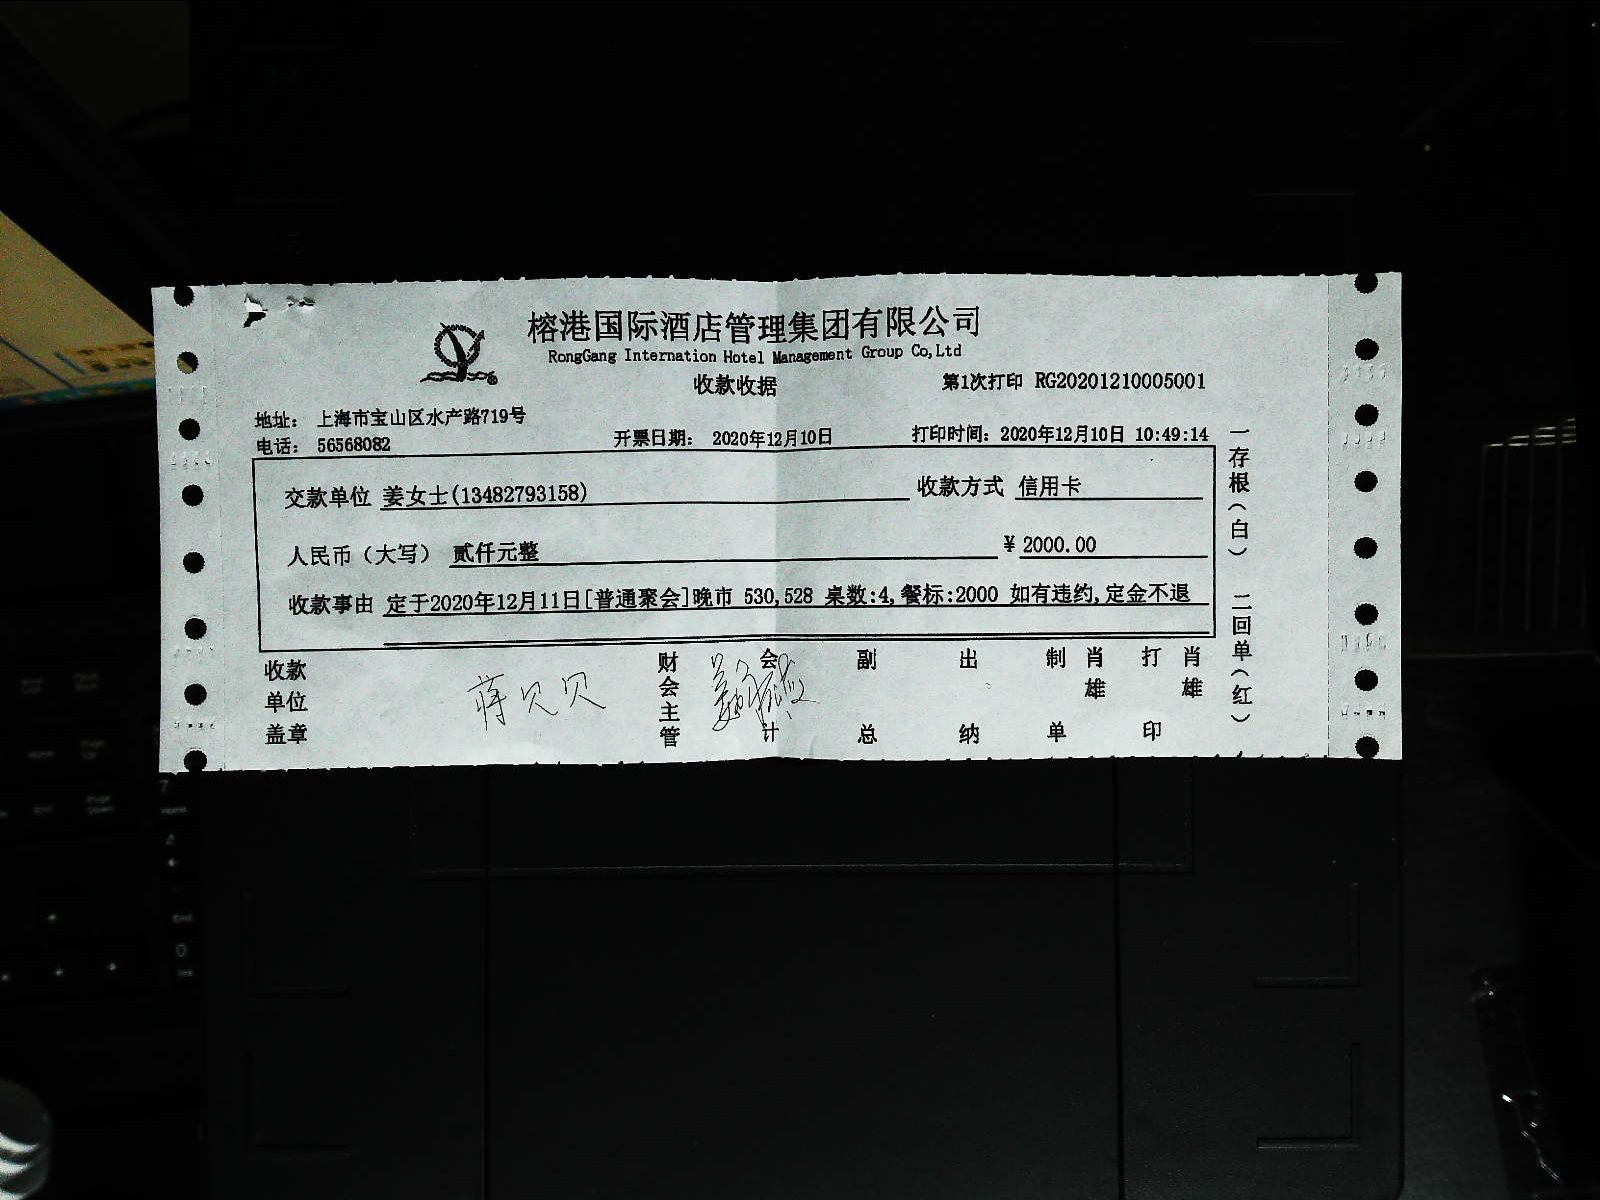 榕港国际酒店管理集团有限公司
RongGang Internation Hotel Management Group Co,Ltd
收款收据
第1次打印 RG20201210005001
地址: 上海市宝山区水产路719号
电话: 56568082
开票日期: 2020年12月10日
打印时间: 2020年12月10日 10:49:14
交款单位 姜女士(13482793158)
收款方式 信用卡
人民币（大写） 贰仟元整
¥ 2000.00
收款事由 定于2020年12月11日[普通聚会]晚市 530,528 桌数:4,餐标:2000 如有违约,定金不退
收款单位盖章
蒋贝贝
财会主管
会计
副总
出纳
制单 肖雄
打印 肖雄
一存根（白） 二回单（红）